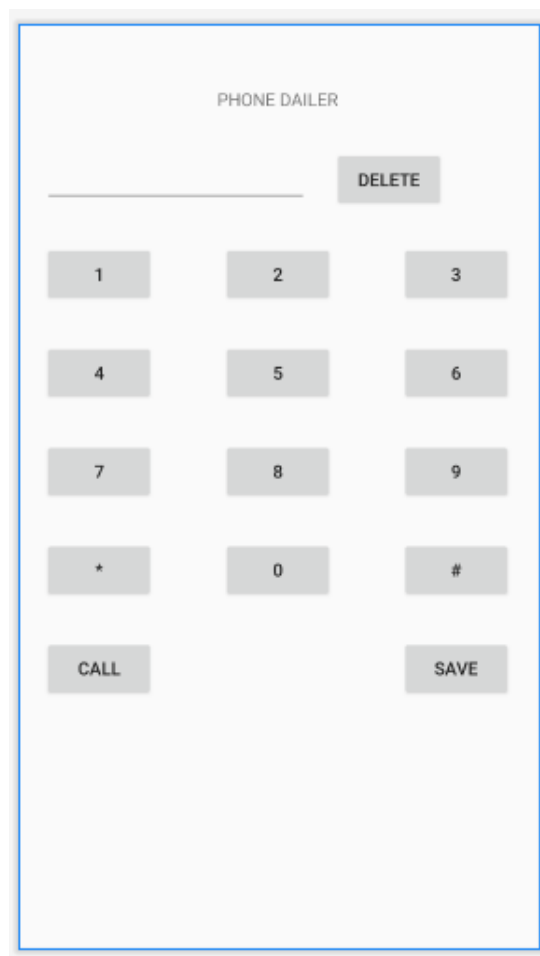 PHONE DAILER
DELETE
1 2 3
4 5 6
7 8 9
* 0 #
CALL SAVE